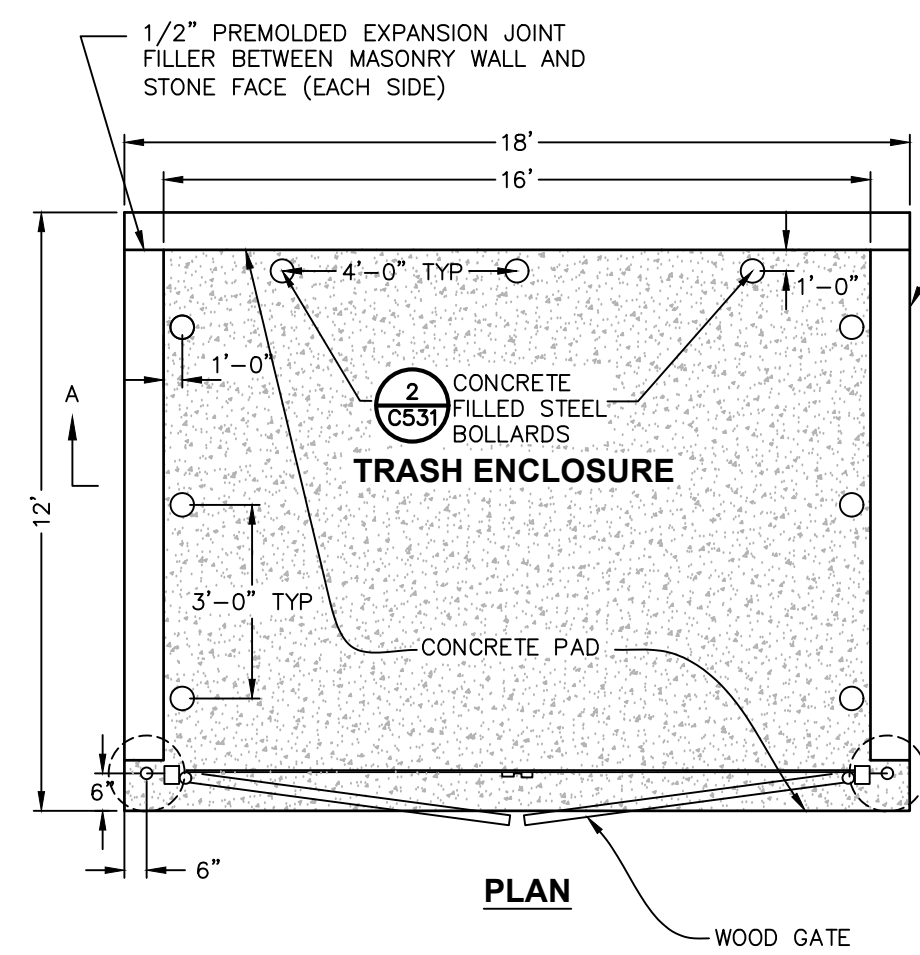 1/2" PREMOLDED EXPANSION JOINT
FILLER BETWEEN MASONRY WALL AND
STONE FACE (EACH SIDE)
18'
16'
4'-0" TYP
1'-0"
1'-0"
2
C531
CONCRETE
FILLED STEEL
BOLLARDS
A
TRASH ENCLOSURE
12'
3'-0" TYP
CONCRETE PAD
6"
6"
PLAN
WOOD GATE